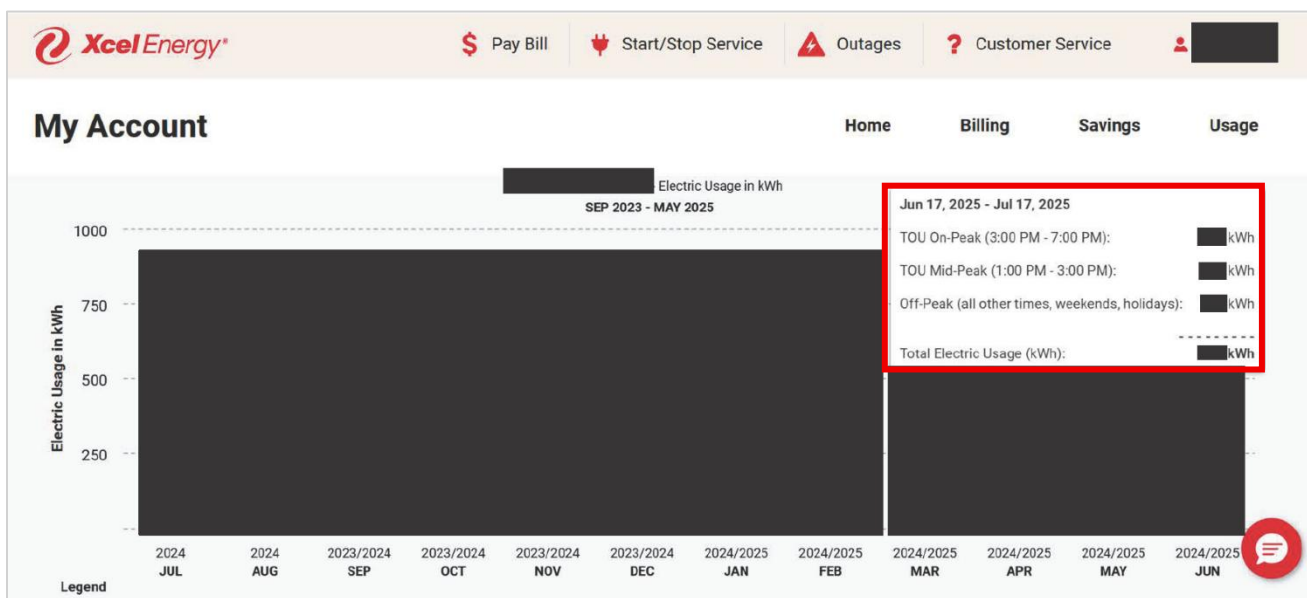 Xcel Energy®
Pay Bill
Start/Stop Service
Outages
Customer Service
My Account
Home
Billing
Savings
Usage
- Electric Usage in kWh
SEP 2023 - MAY 2025
Jun 17, 2025 - Jul 17, 2025
TOU On-Peak (3:00 PM - 7:00 PM): kWh
TOU Mid-Peak (1:00 PM - 3:00 PM): kWh
Off-Peak (all other times, weekends, holidays): kWh
Total Electric Usage (kWh): kWh
Electric Usage in kWh
1000
750
500
250
2024 JUL
2024 AUG
2023/2024 SEP
2023/2024 OCT
2023/2024 NOV
2023/2024 DEC
2024/2025 JAN
2024/2025 FEB
2024/2025 MAR
2024/2025 APR
2024/2025 MAY
2024/2025 JUN
Legend